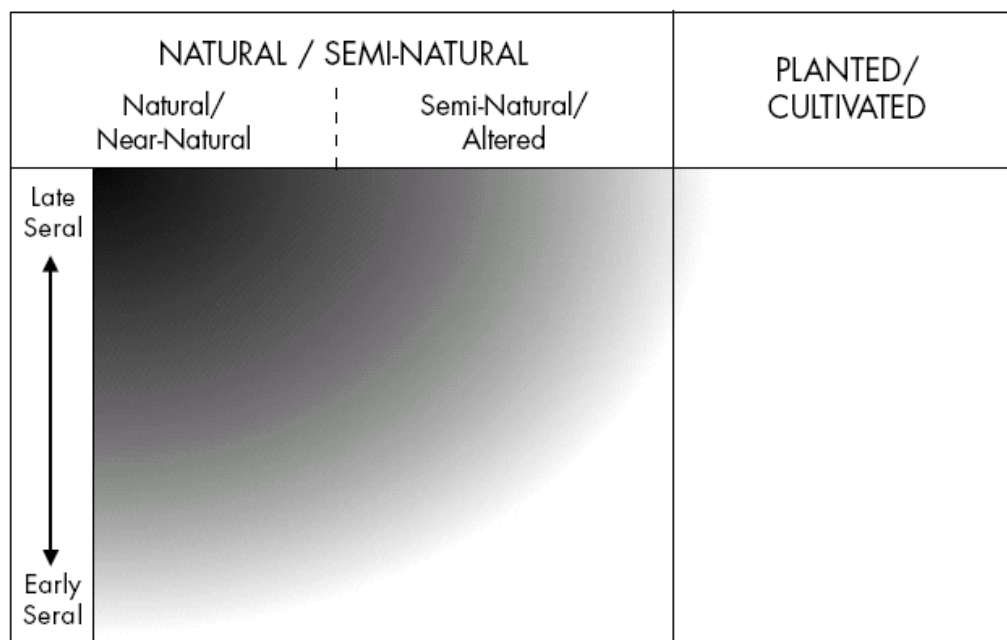 NATURAL / SEMI-NATURAL
Natural/
Near-Natural
Semi-Natural/
Altered
PLANTED/
CULTIVATED
Late
Seral
Early
Seral